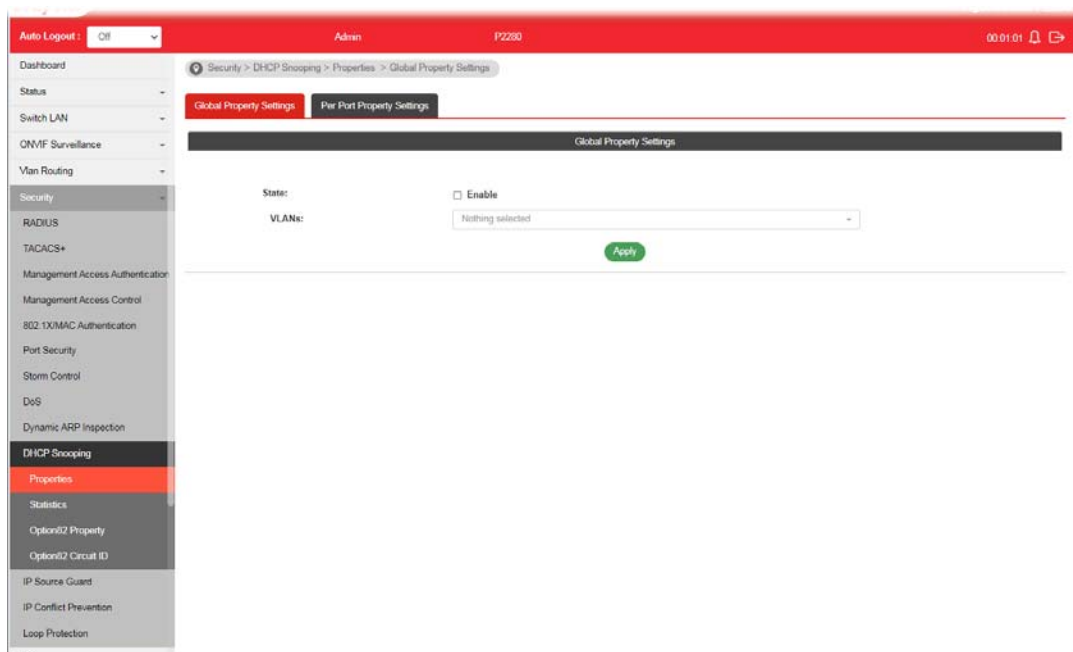 Auto Logout : Off Admin P2280 00:01:01
Dashboard
Security > DHCP Snooping > Properties > Global Property Settings
Status
Global Property Settings Per Port Property Settings
Switch LAN
ONVIF Surveillance
Global Property Settings
Vlan Routing
Security
State: Enable
RADIUS
VLANs: Nothing selected
TACACS+
Apply
Management Access Authentication
Management Access Control
802.1X/MAC Authentication
Port Security
Storm Control
DoS
Dynamic ARP Inspection
DHCP Snooping
Properties
Statistics
Option82 Property
Option82 Circuit ID
IP Source Guard
IP Conflict Prevention
Loop Protection